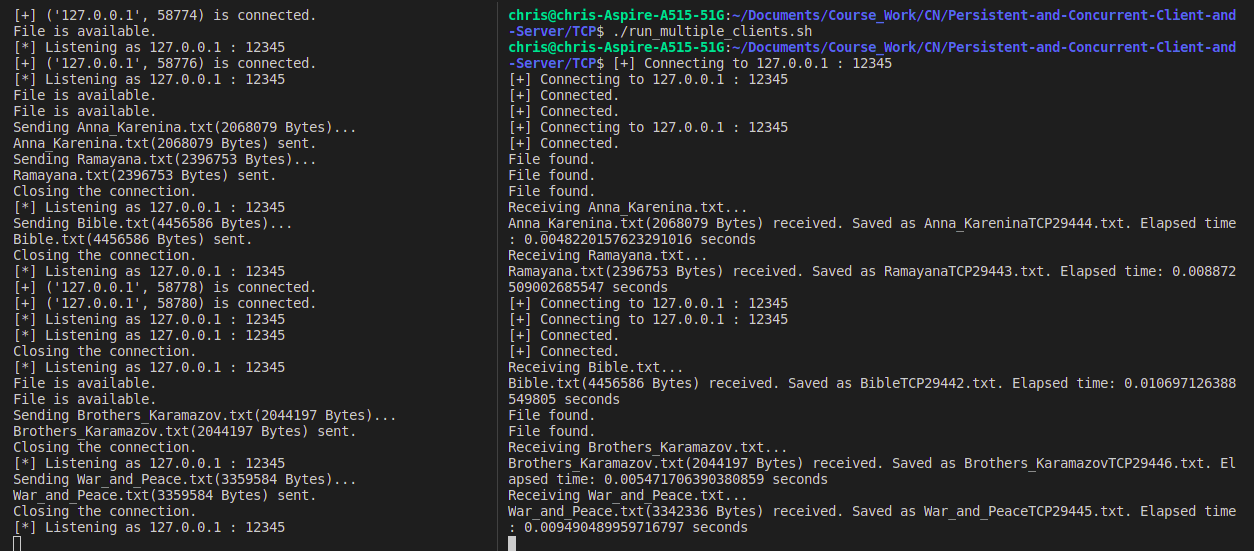 [+] ('127.0.0.1', 58774) is connected.
File is available.
[*] Listening as 127.0.0.1 : 12345
[+] ('127.0.0.1', 58776) is connected.
[*] Listening as 127.0.0.1 : 12345
File is available.
File is available.
Sending Anna_Karenina.txt(2068079 Bytes)...
Anna_Karenina.txt(2068079 Bytes) sent.
Sending Ramayana.txt(2396753 Bytes)...
Ramayana.txt(2396753 Bytes) sent.
Closing the connection.
[*] Listening as 127.0.0.1 : 12345
Sending Bible.txt(4456586 Bytes)...
Bible.txt(4456586 Bytes) sent.
Closing the connection.
[*] Listening as 127.0.0.1 : 12345
[+] ('127.0.0.1', 58778) is connected.
[+] ('127.0.0.1', 58780) is connected.
[*] Listening as 127.0.0.1 : 12345
[*] Listening as 127.0.0.1 : 12345
Closing the connection.
[*] Listening as 127.0.0.1 : 12345
File is available.
File is available.
Sending Brothers_Karamazov.txt(2044197 Bytes)...
Brothers_Karamazov.txt(2044197 Bytes) sent.
Closing the connection.
[*] Listening as 127.0.0.1 : 12345
Sending War_and_Peace.txt(3359584 Bytes)...
War_and_Peace.txt(3359584 Bytes) sent.
Closing the connection.
[*] Listening as 127.0.0.1 : 12345
chris@chris-Aspire-A515-51G:~/Documents/Course_Work/CN/Persistent-and-Concurrent-Client-and
-Server/TCP$ ./run_multiple_clients.sh
chris@chris-Aspire-A515-51G:~/Documents/Course_Work/CN/Persistent-and-Concurrent-Client-and
-Server/TCP$ [+] Connecting to 127.0.0.1 : 12345
[+] Connecting to 127.0.0.1 : 12345
[+] Connected.
[+] Connected.
[+] Connecting to 127.0.0.1 : 12345
[+] Connected.
File found.
File found.
File found.
Receiving Anna_Karenina.txt...
Anna_Karenina.txt(2068079 Bytes) received. Saved as Anna_KareninaTCP29444.txt. Elapsed time
: 0.0048220157623291016 seconds
Receiving Ramayana.txt...
Ramayana.txt(2396753 Bytes) received. Saved as RamayanaTCP29443.txt. Elapsed time: 0.008872
509002685547 seconds
[+] Connecting to 127.0.0.1 : 12345
[+] Connecting to 127.0.0.1 : 12345
[+] Connected.
[+] Connected.
Receiving Bible.txt...
Bible.txt(4456586 Bytes) received. Saved as BibleTCP29442.txt. Elapsed time: 0.010697126388
549805 seconds
File found.
File found.
Receiving Brothers_Karamazov.txt...
Brothers_Karamazov.txt(2044197 Bytes) received. Saved as Brothers_KaramazovTCP29446.txt. El
apsed time: 0.005471706390380859 seconds
Receiving War_and_Peace.txt...
War_and_Peace.txt(3342336 Bytes) received. Saved as War_and_PeaceTCP29445.txt. Elapsed time
: 0.009490489959716797 seconds